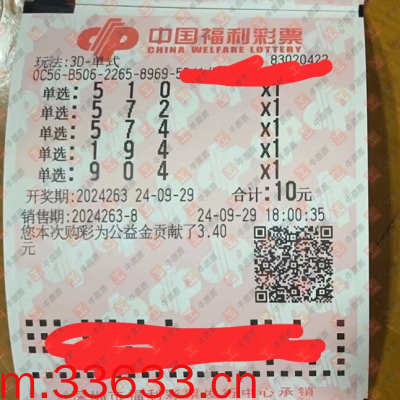 中国福利彩票
CHINA WELFARE LOTTERY
玩法:3D-单式 83020422
0C56-B506-2265-8969-
单选:5 1 0 x1
单选:5 7 2 x1
单选:5 7 4 x1
单选:1 9 4 x1
单选:9 0 4 x1
开奖期:2024263 24-09-29 合计:10元
销售期:2024263-8 24-09-29 18:00:35
您本次购彩为公益金贡献了3.40
元
m.33633.cn
中心承销